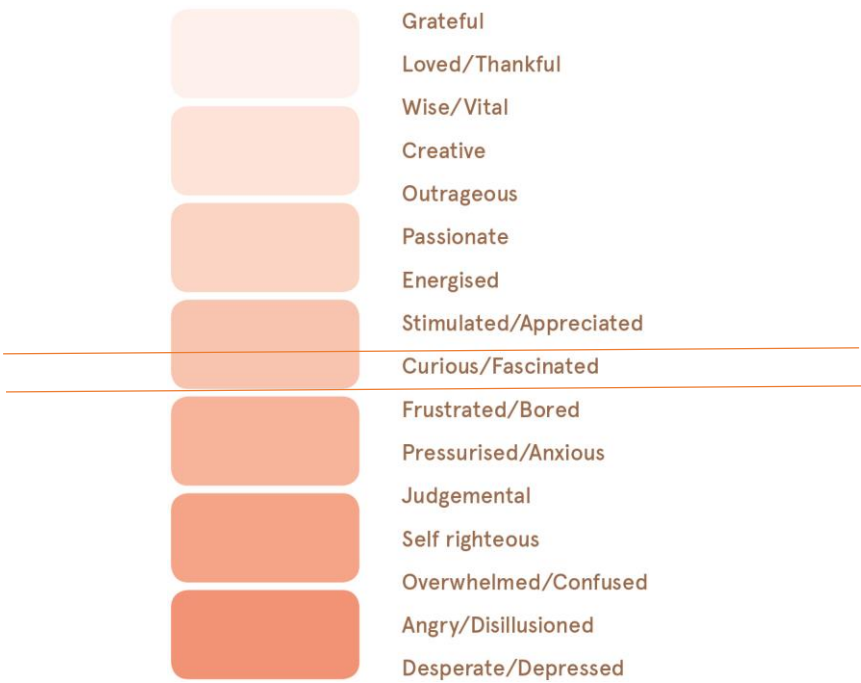 Grateful
Loved/Thankful
Wise/Vital
Creative
Outrageous
Passionate
Energised
Stimulated/Appreciated
Curious/Fascinated
Frustrated/Bored
Pressurised/Anxious
Judgemental
Self righteous
Overwhelmed/Confused
Angry/Disillusioned
Desperate/Depressed